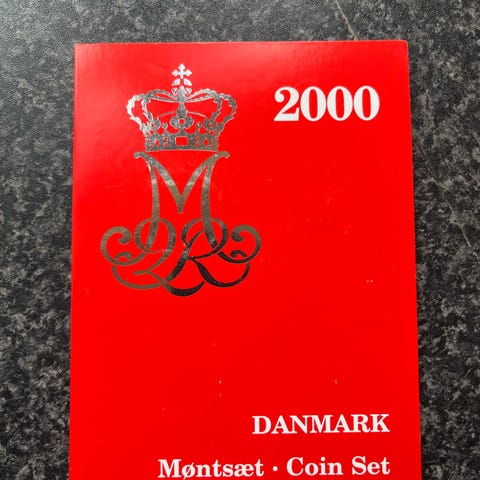 2000
DANMARK
Møntsæt · Coin Set